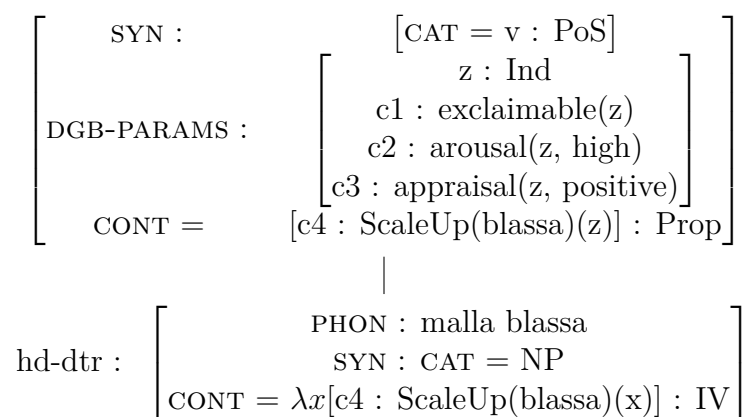 SYN : [CAT = v : PoS]
z : Ind
c1 : exclaimable(z)
DGB-PARAMS : c2 : arousal(z, high)
c3 : appraisal(z, positive)
CONT = [c4 : ScaleUp(blassa)(z)] : Prop
PHON : malla blassa
hd-dtr : SYN : CAT = NP
CONT = λx[c4 : ScaleUp(blassa)(x)] : IV